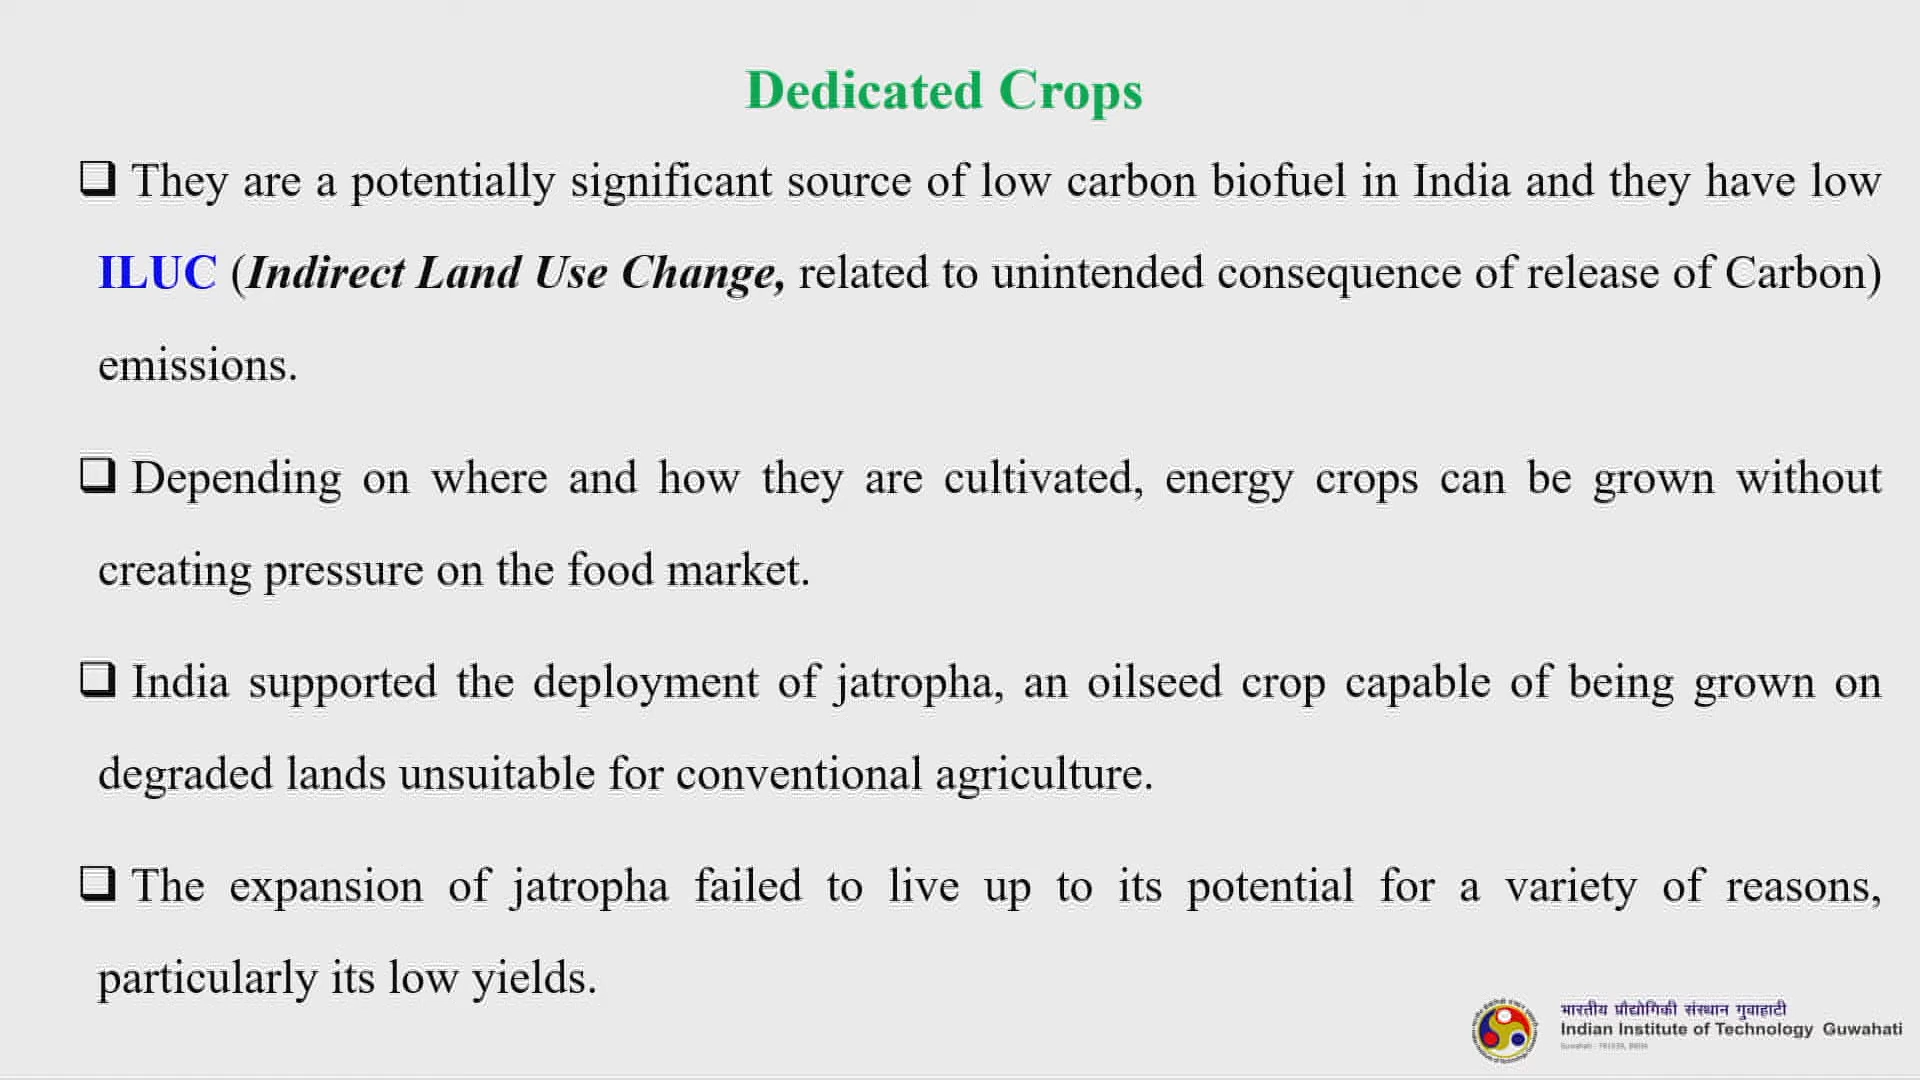 Dedicated Crops
❑ They are a potentially significant source of low carbon biofuel in India and they have low
ILUC (Indirect Land Use Change, related to unintended consequence of release of Carbon)
emissions.
❑ Depending on where and how they are cultivated, energy crops can be grown without
creating pressure on the food market.
❑ India supported the deployment of jatropha, an oilseed crop capable of being grown on
degraded lands unsuitable for conventional agriculture.
❑ The expansion of jatropha failed to live up to its potential for a variety of reasons,
particularly its low yields.
भारतीय प्रौद्योगिकी संस्थान गुवाहाटी
Indian Institute of Technology Guwahati